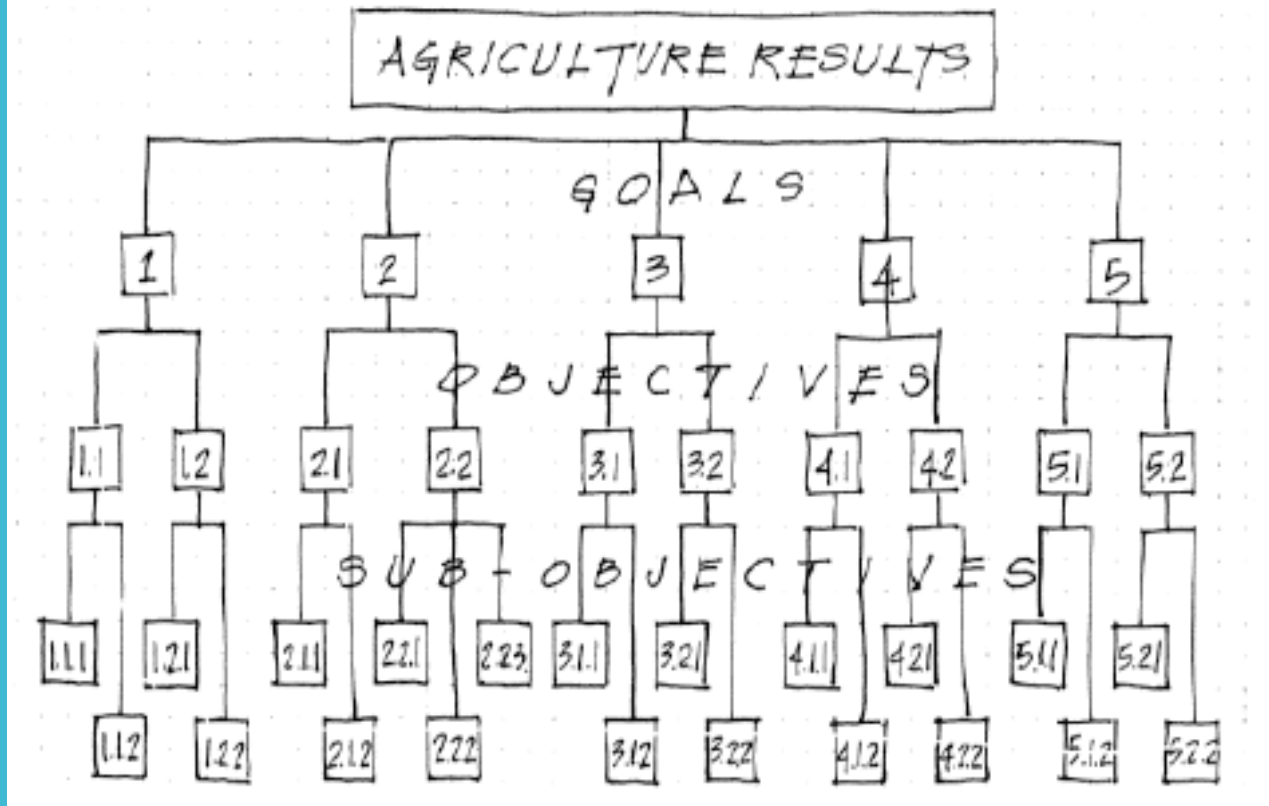 AGRICULTURE RESULTS
GOALS
1 2 3 4 5
OBJECTIVES
1.1 1.2 2.1 2.2 3.1 3.2 4.1 4.2 5.1 5.2
SUB-OBJECTIVES
1.1.1 1.2.1 2.1.1 2.2.1 2.2.3. 3.1.1 3.2.1 4.1.1 4.2.1 5.1.1 5.2.1
1.1.2 1.2.2 2.1.2 2.2.2 3.1.2 3.2.2 4.1.2 4.2.2 5.1.2 5.2.2